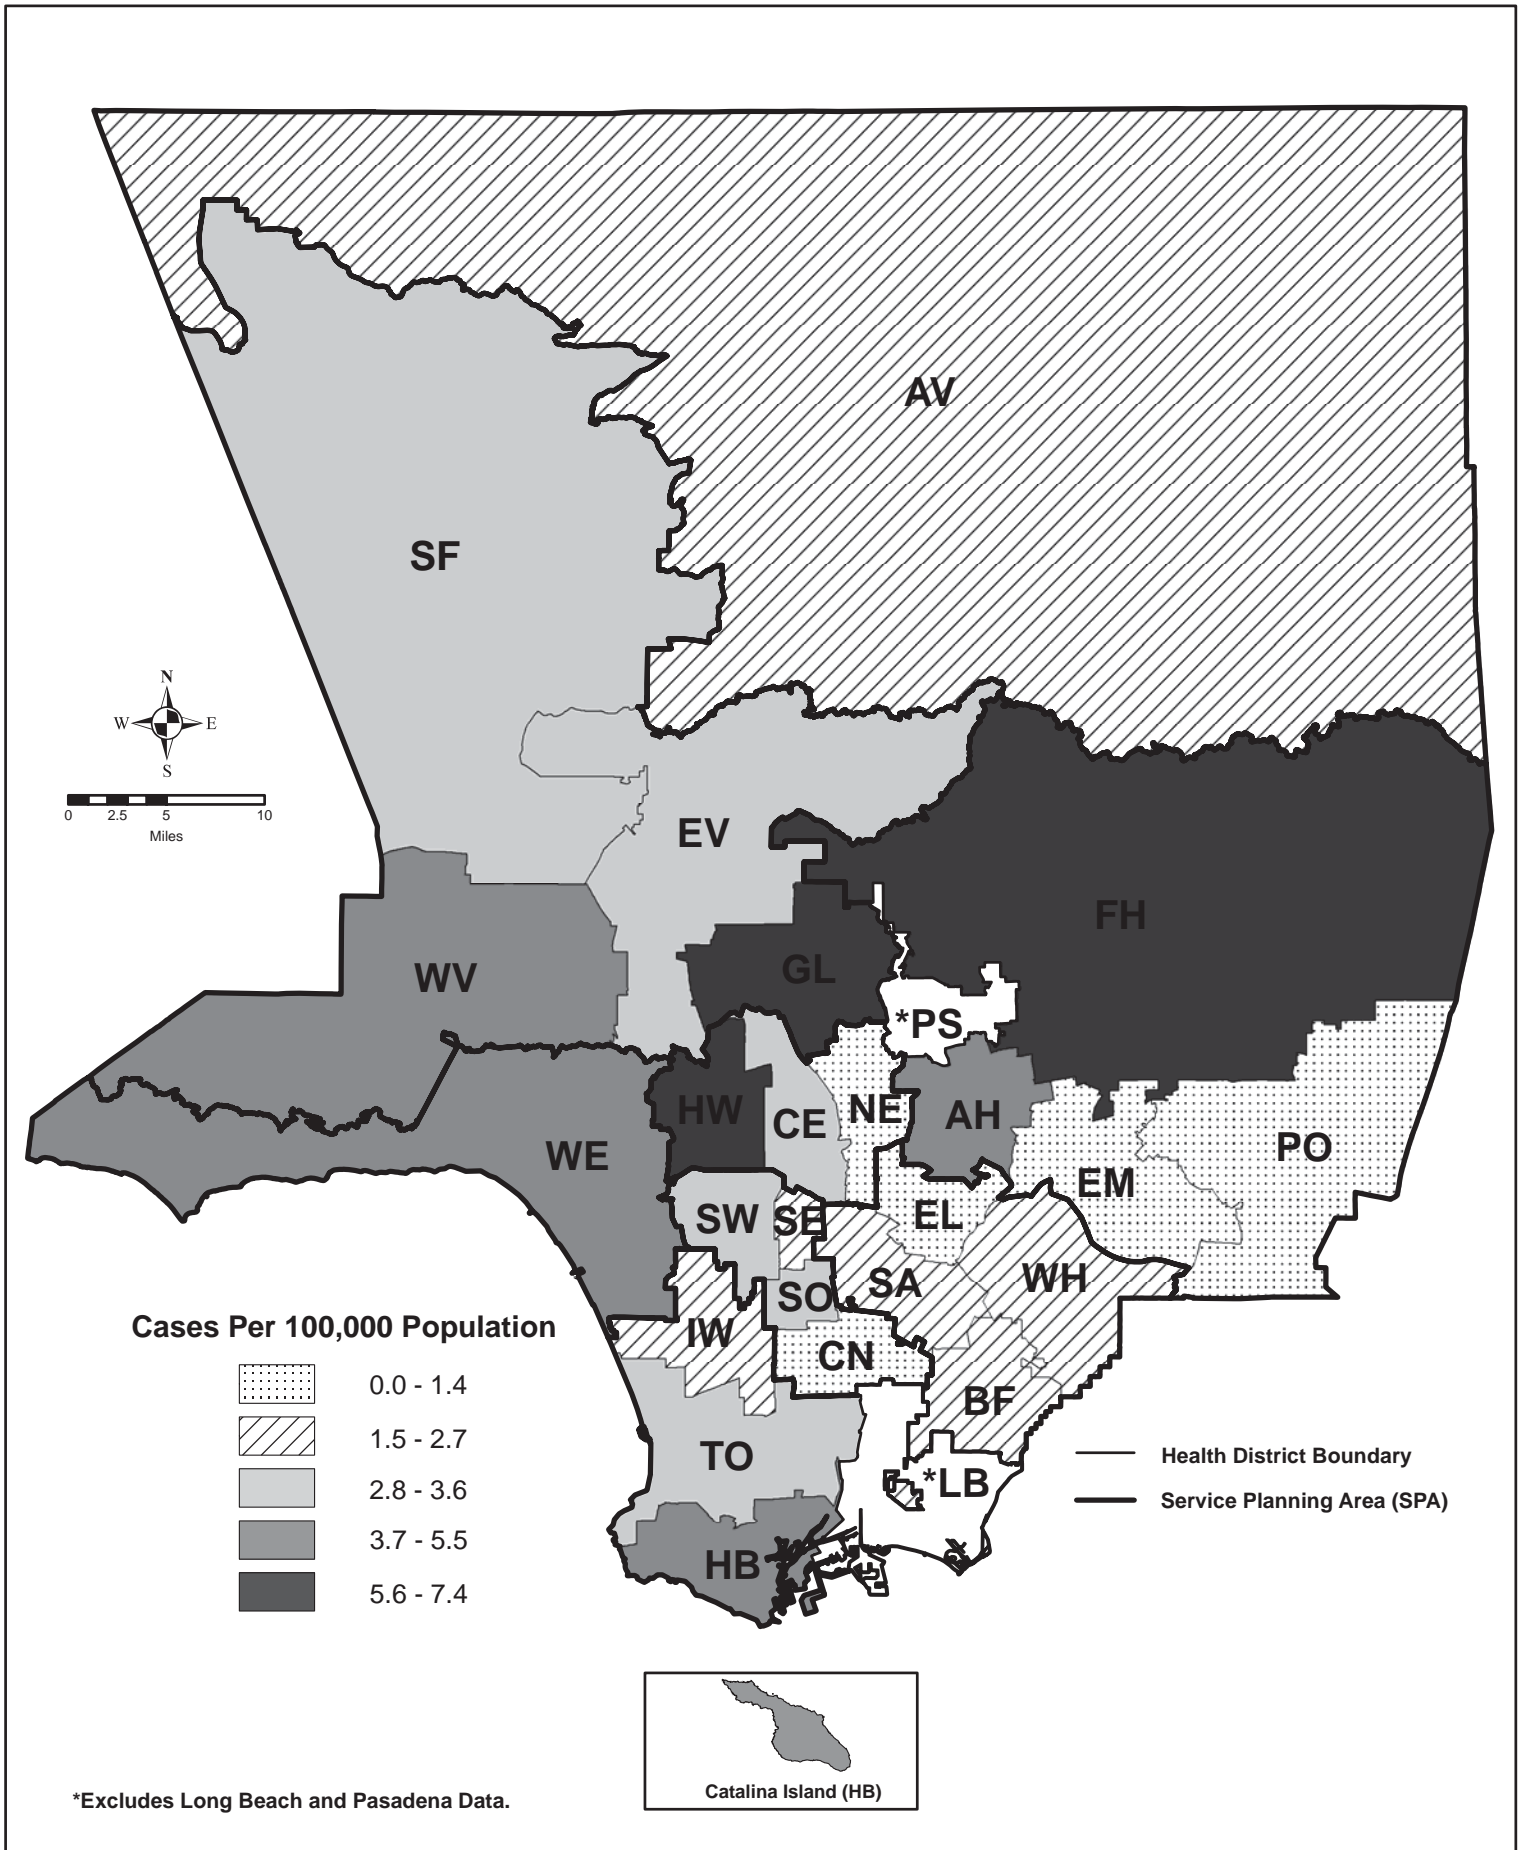 AV
SF
N
W E
S
0 2.5 5 10
Miles
EV
FH
WV
GL
*PS
HW
CE
NE
AH
WE
PO
EM
SW
SE
EL
SA
WH
SO
IW
CN
BF
TO
*LB
HB
Cases Per 100,000 Population
0.0 - 1.4
1.5 - 2.7
2.8 - 3.6
3.7 - 5.5
5.6 - 7.4
Health District Boundary
Service Planning Area (SPA)
Catalina Island (HB)
*Excludes Long Beach and Pasadena Data.